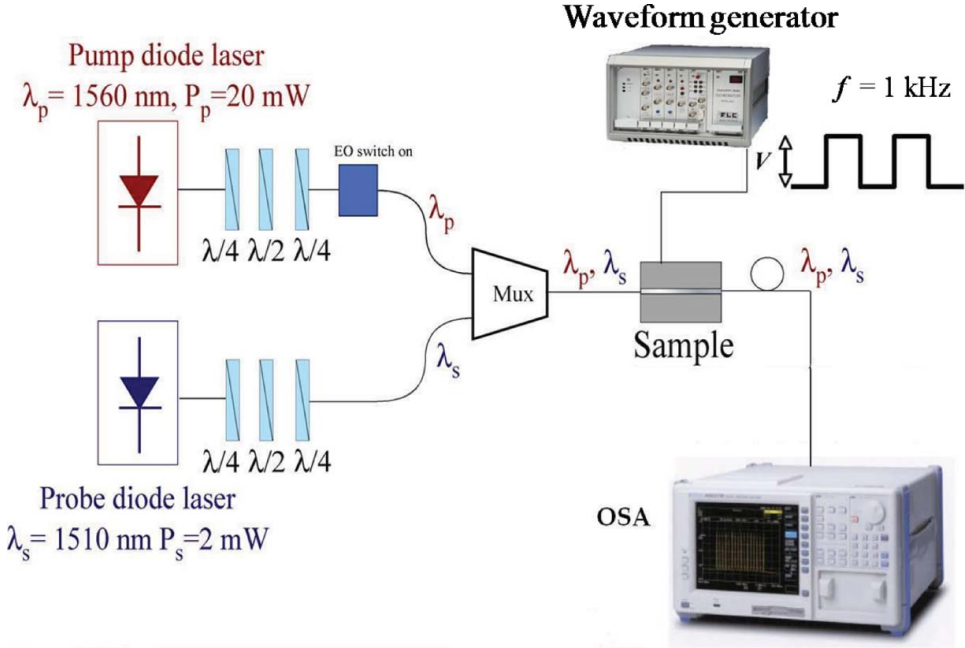 Waveform generator
Pump diode laser
λp= 1560 nm, Pp=20 mW
f = 1 kHz
EO switch on
V
λp
λ/4 λ/2 λ/4
λp, λs
λp, λs
Mux
Sample
λs
λ/4 λ/2 λ/4
Probe diode laser
λs= 1510 nm Ps=2 mW
OSA